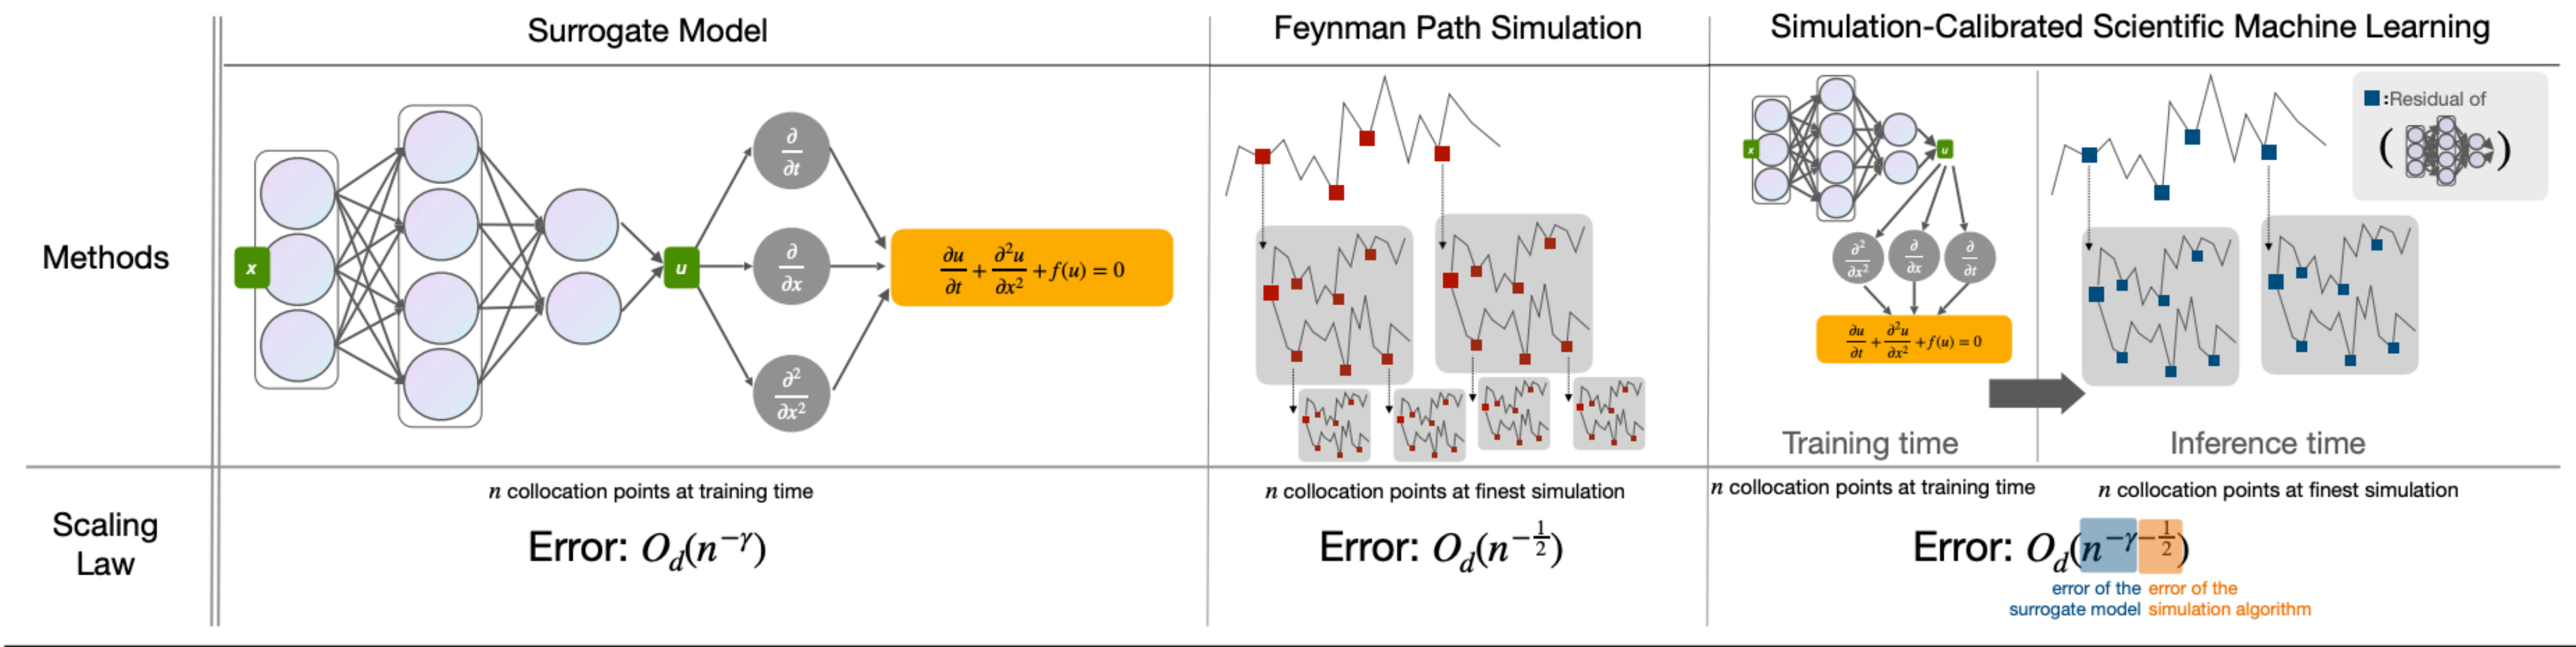 Surrogate Model
Feynman Path Simulation
Simulation-Calibrated Scientific Machine Learning
Methods
x
u
∂/∂t
∂/∂x
∂²/∂x²
∂u/∂t + ∂²u/∂x² + f(u) = 0
x
u
∂²/∂x²
∂/∂x
∂/∂t
∂u/∂t + ∂²u/∂x² + f(u) = 0
:Residual of
( )
Training time
Inference time
Scaling
Law
n collocation points at training time
Error: O_d(n^{-γ})
n collocation points at finest simulation
Error: O_d(n^{-1/2})
n collocation points at training time
n collocation points at finest simulation
Error: O_d(n^{-γ-1/2})
error of the
surrogate model
error of the
simulation algorithm